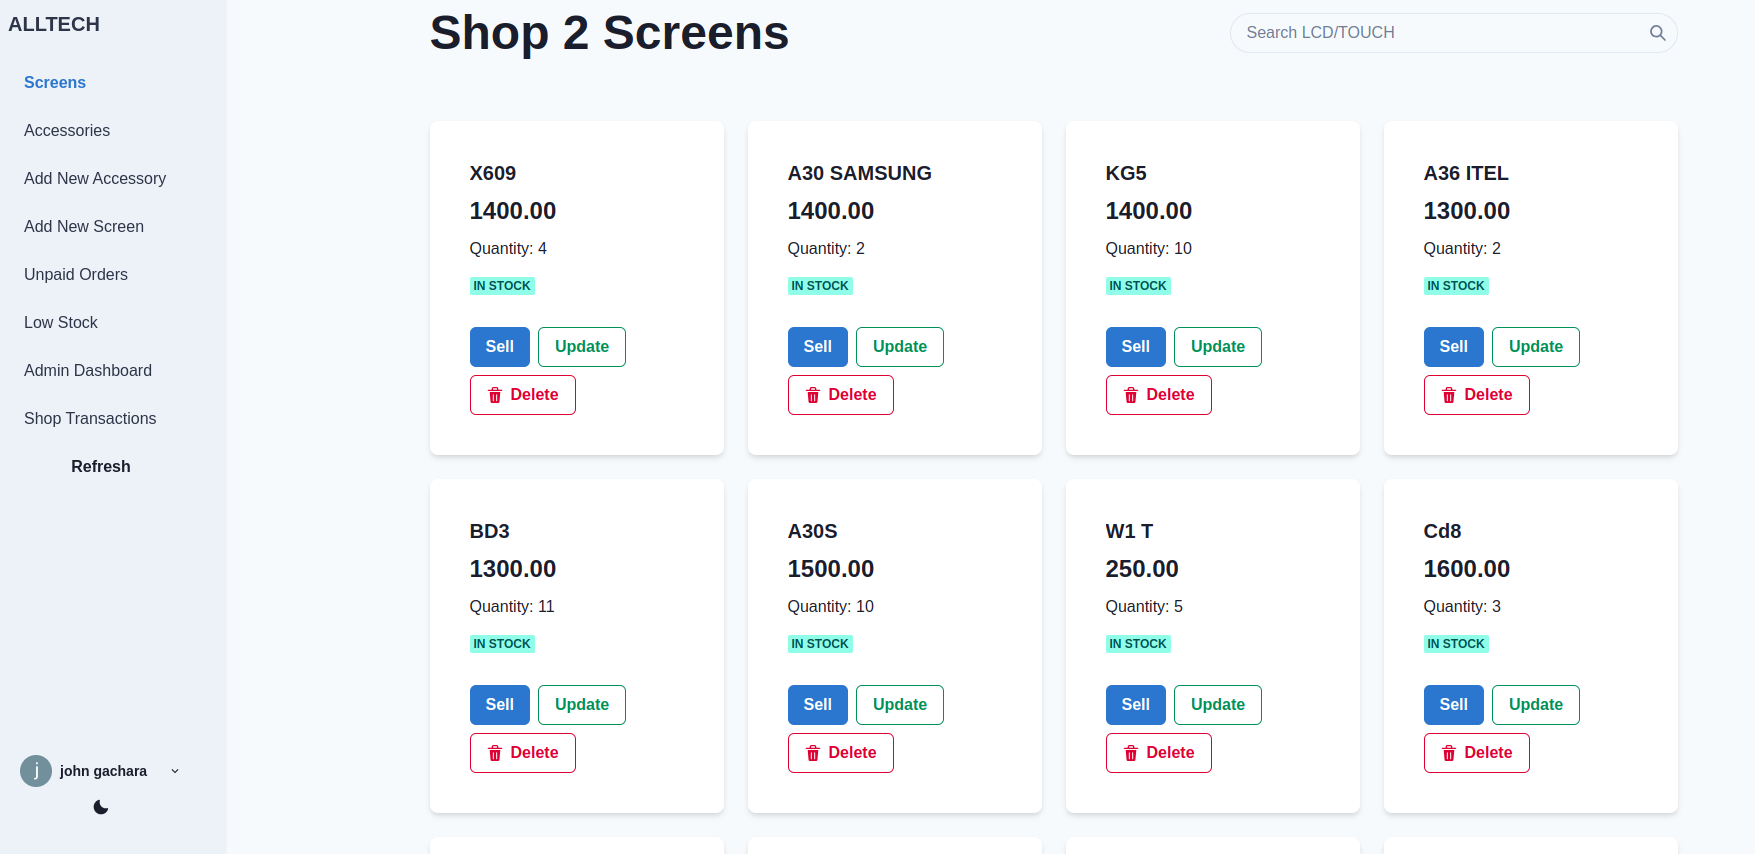 ALLTECH
Screens
Accessories
Add New Accessory
Add New Screen
Unpaid Orders
Low Stock
Admin Dashboard
Shop Transactions
Refresh
j john gachara
Shop 2 Screens
Search LCD/TOUCH
X609
1400.00
Quantity: 4
IN STOCK
Sell Update
Delete
A30 SAMSUNG
1400.00
Quantity: 2
IN STOCK
Sell Update
Delete
KG5
1400.00
Quantity: 10
IN STOCK
Sell Update
Delete
A36 ITEL
1300.00
Quantity: 2
IN STOCK
Sell Update
Delete
BD3
1300.00
Quantity: 11
IN STOCK
Sell Update
Delete
A30S
1500.00
Quantity: 10
IN STOCK
Sell Update
Delete
W1 T
250.00
Quantity: 5
IN STOCK
Sell Update
Delete
Cd8
1600.00
Quantity: 3
IN STOCK
Sell Update
Delete